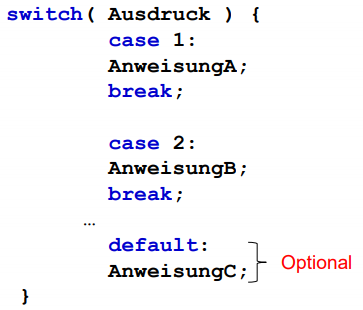 switch( Ausdruck ) {
case 1:
AnweisungA;
break;
case 2:
AnweisungB;
break;
…
default:
AnweisungC;
Optional
}